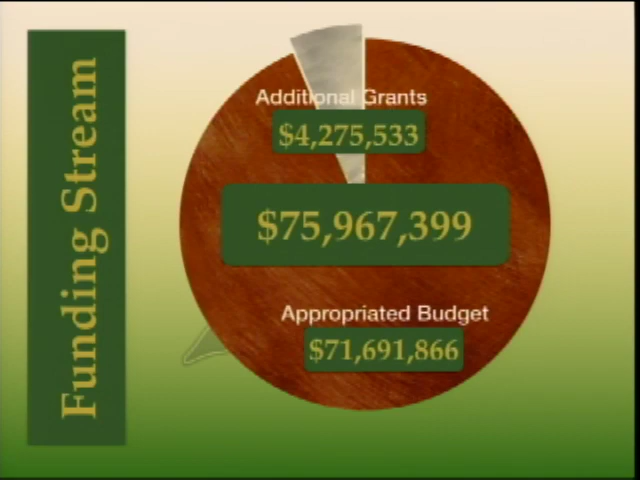 Funding Stream
Additional Grants
$4,275,533
$75,967,399
Appropriated Budget
$71,691,866